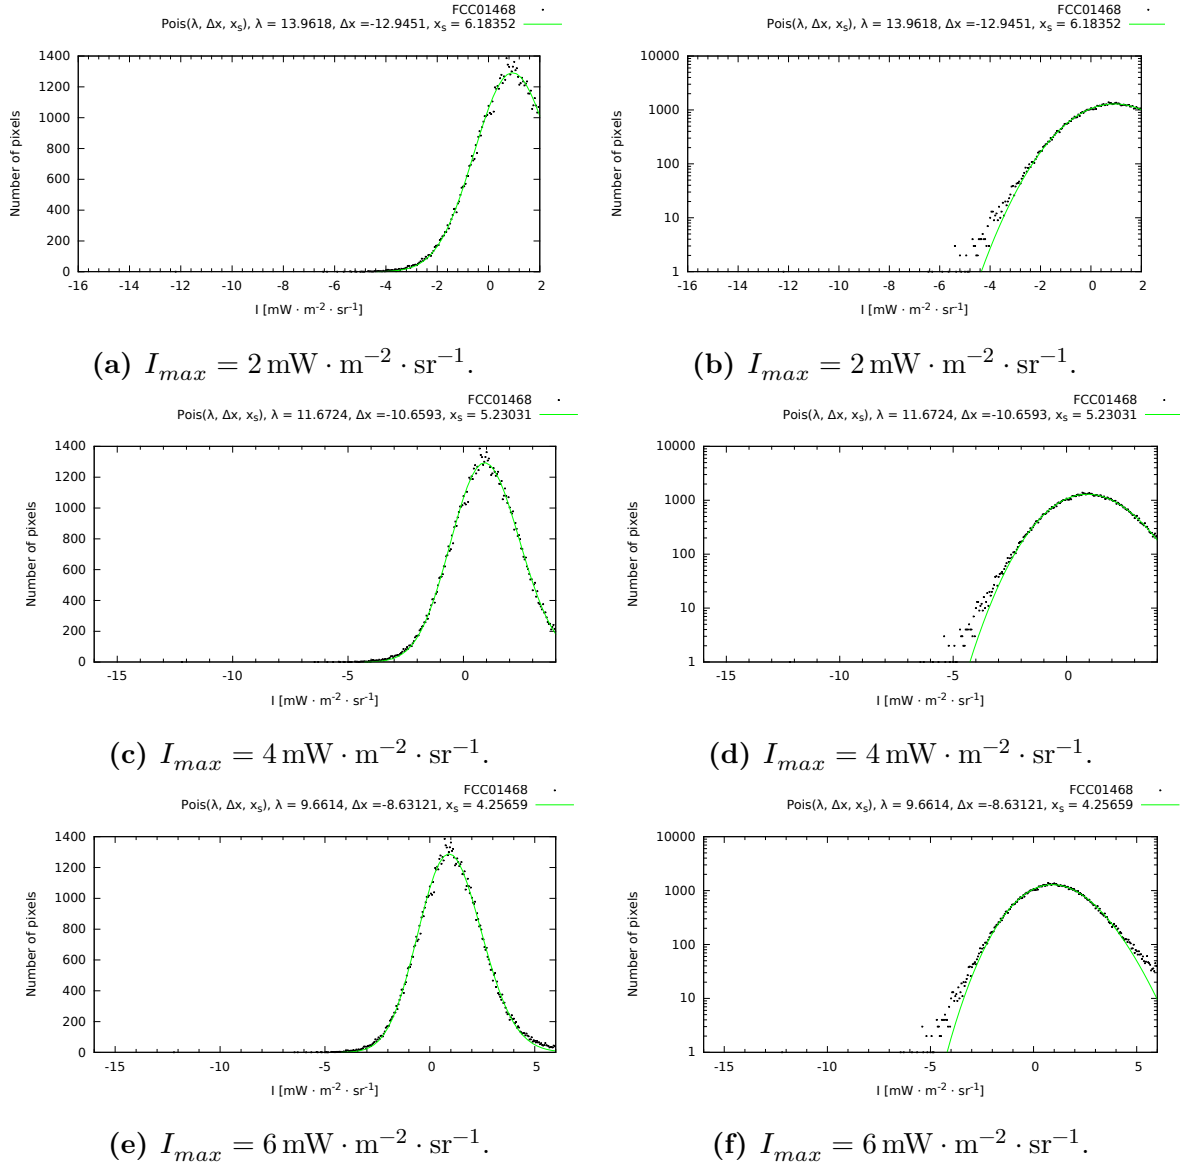 FCC01468
Pois(λ, Δx, xₛ), λ = 13.9618, Δx =-12.9451, xₛ = 6.18352
1400
1200
1000
800
600
400
200
0
Number of pixels
-16 -14 -12 -10 -8 -6 -4 -2 0 2
I [mW · m⁻² · sr⁻¹]
(a) I_max = 2 mW · m⁻² · sr⁻¹.
FCC01468
Pois(λ, Δx, xₛ), λ = 13.9618, Δx =-12.9451, xₛ = 6.18352
10000
1000
100
10
1
Number of pixels
-16 -14 -12 -10 -8 -6 -4 -2 0 2
I [mW · m⁻² · sr⁻¹]
(b) I_max = 2 mW · m⁻² · sr⁻¹.
FCC01468
Pois(λ, Δx, xₛ), λ = 11.6724, Δx =-10.6593, xₛ = 5.23031
1400
1200
1000
800
600
400
200
0
Number of pixels
-15 -10 -5 0
I [mW · m⁻² · sr⁻¹]
(c) I_max = 4 mW · m⁻² · sr⁻¹.
FCC01468
Pois(λ, Δx, xₛ), λ = 11.6724, Δx =-10.6593, xₛ = 5.23031
10000
1000
100
10
1
Number of pixels
-15 -10 -5 0
I [mW · m⁻² · sr⁻¹]
(d) I_max = 4 mW · m⁻² · sr⁻¹.
FCC01468
Pois(λ, Δx, xₛ), λ = 9.6614, Δx =-8.63121, xₛ = 4.25659
1400
1200
1000
800
600
400
200
0
Number of pixels
-15 -10 -5 0 5
I [mW · m⁻² · sr⁻¹]
(e) I_max = 6 mW · m⁻² · sr⁻¹.
FCC01468
Pois(λ, Δx, xₛ), λ = 9.6614, Δx =-8.63121, xₛ = 4.25659
10000
1000
100
10
1
Number of pixels
-15 -10 -5 0 5
I [mW · m⁻² · sr⁻¹]
(f) I_max = 6 mW · m⁻² · sr⁻¹.